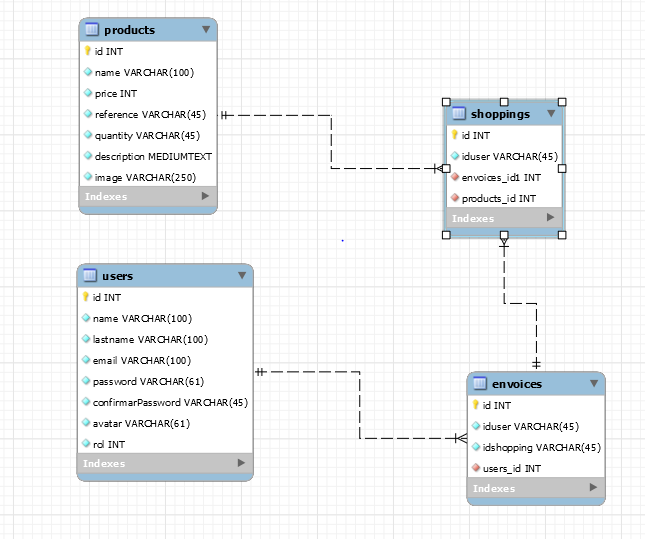 products
id INT
name VARCHAR(100)
price INT
reference VARCHAR(45)
quantity VARCHAR(45)
description MEDIUMTEXT
image VARCHAR(250)
Indexes
shoppings
id INT
iduser VARCHAR(45)
envoices_id1 INT
products_id INT
Indexes
users
id INT
name VARCHAR(100)
lastname VARCHAR(100)
email VARCHAR(100)
password VARCHAR(61)
confirmarPassword VARCHAR(45)
avatar VARCHAR(61)
rol INT
Indexes
envoices
id INT
iduser VARCHAR(45)
idshopping VARCHAR(45)
users_id INT
Indexes